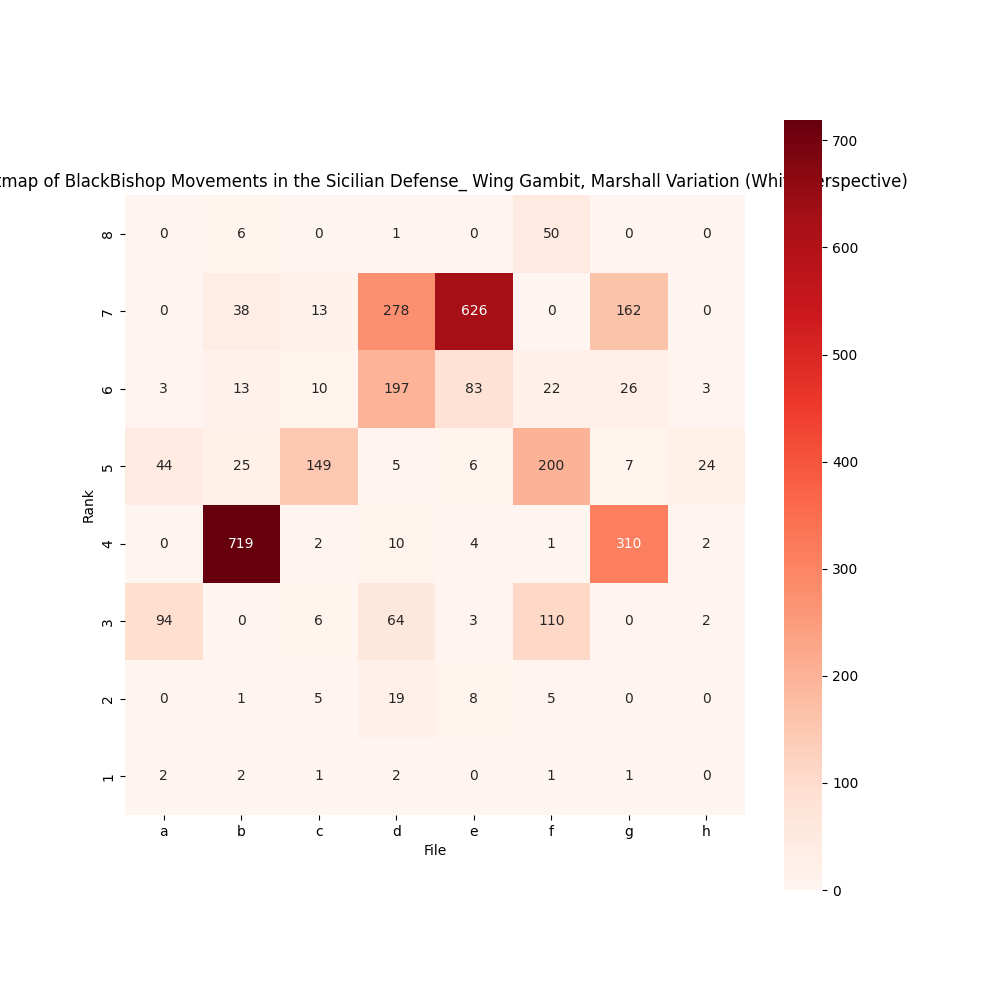 700
tmap of BlackBishop Movements in the Sicilian Defense_ Wing Gambit, Marshall Variation (Whit erspective)
8 0 6 0 1 0 50 0 0
600
7 0 38 13 278 626 0 162 0
500
6 3 13 10 197 83 22 26 3
400
5 44 25 149 5 6 200 7 24
Rank
4 0 719 2 10 4 1 310 2
300
3 94 0 6 64 3 110 0 2
200
2 0 1 5 19 8 5 0 0
1 2 2 1 2 0 1 1 0
100
a b c d e f g h
File
0